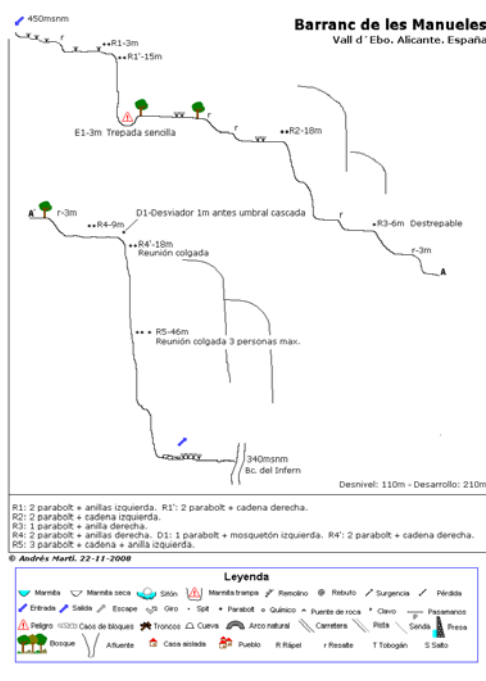 Barranc de les Manueles
Vall d´Ebo. Alicante. España
450msnm
r
R1-3m
R1'-15m
E1-3m Trepada sencilla
r
r
R2-18m
r
R3-6m Destrepable
r-3m
A
A´
r-3m
R4-9m
D1-Desviador 1m antes umbral cascada
R4'-18m
Reunión colgada
R5-46m
Reunión colgada 3 personas max.
340msnm
Bc. del Infern
Desnivel: 110m - Desarrollo: 210m
R1: 2 parabolt + anillas izquierda. R1': 2 parabolt + cadena derecha.
R2: 2 parabolt + cadena izquierda.
R3: 1 parabolt + anilla derecha.
R4: 2 parabolt + anillas derecha. D1: 1 parabolt + mosquetón izquierda. R4': 2 parabolt + cadena derecha.
R5: 3 parabolt + cadena + anilla izquierda.
© Andrés Martí. 22-11-2008
Leyenda
Marmita Marmita seca Sifón Marmita trampa Remolino Rebufo Surgencia Pérdida
Entrada Salida Escape Giro Spit Parabolt Químico Puente de roca Clavo Pasamanos
Peligro Caos de bloques Troncos Cueva Arco natural Carretera Pista Senda Presa
Bosque Afluente Casa aislada Pueblo R Rápel r Resalte T Tobogán S Salto